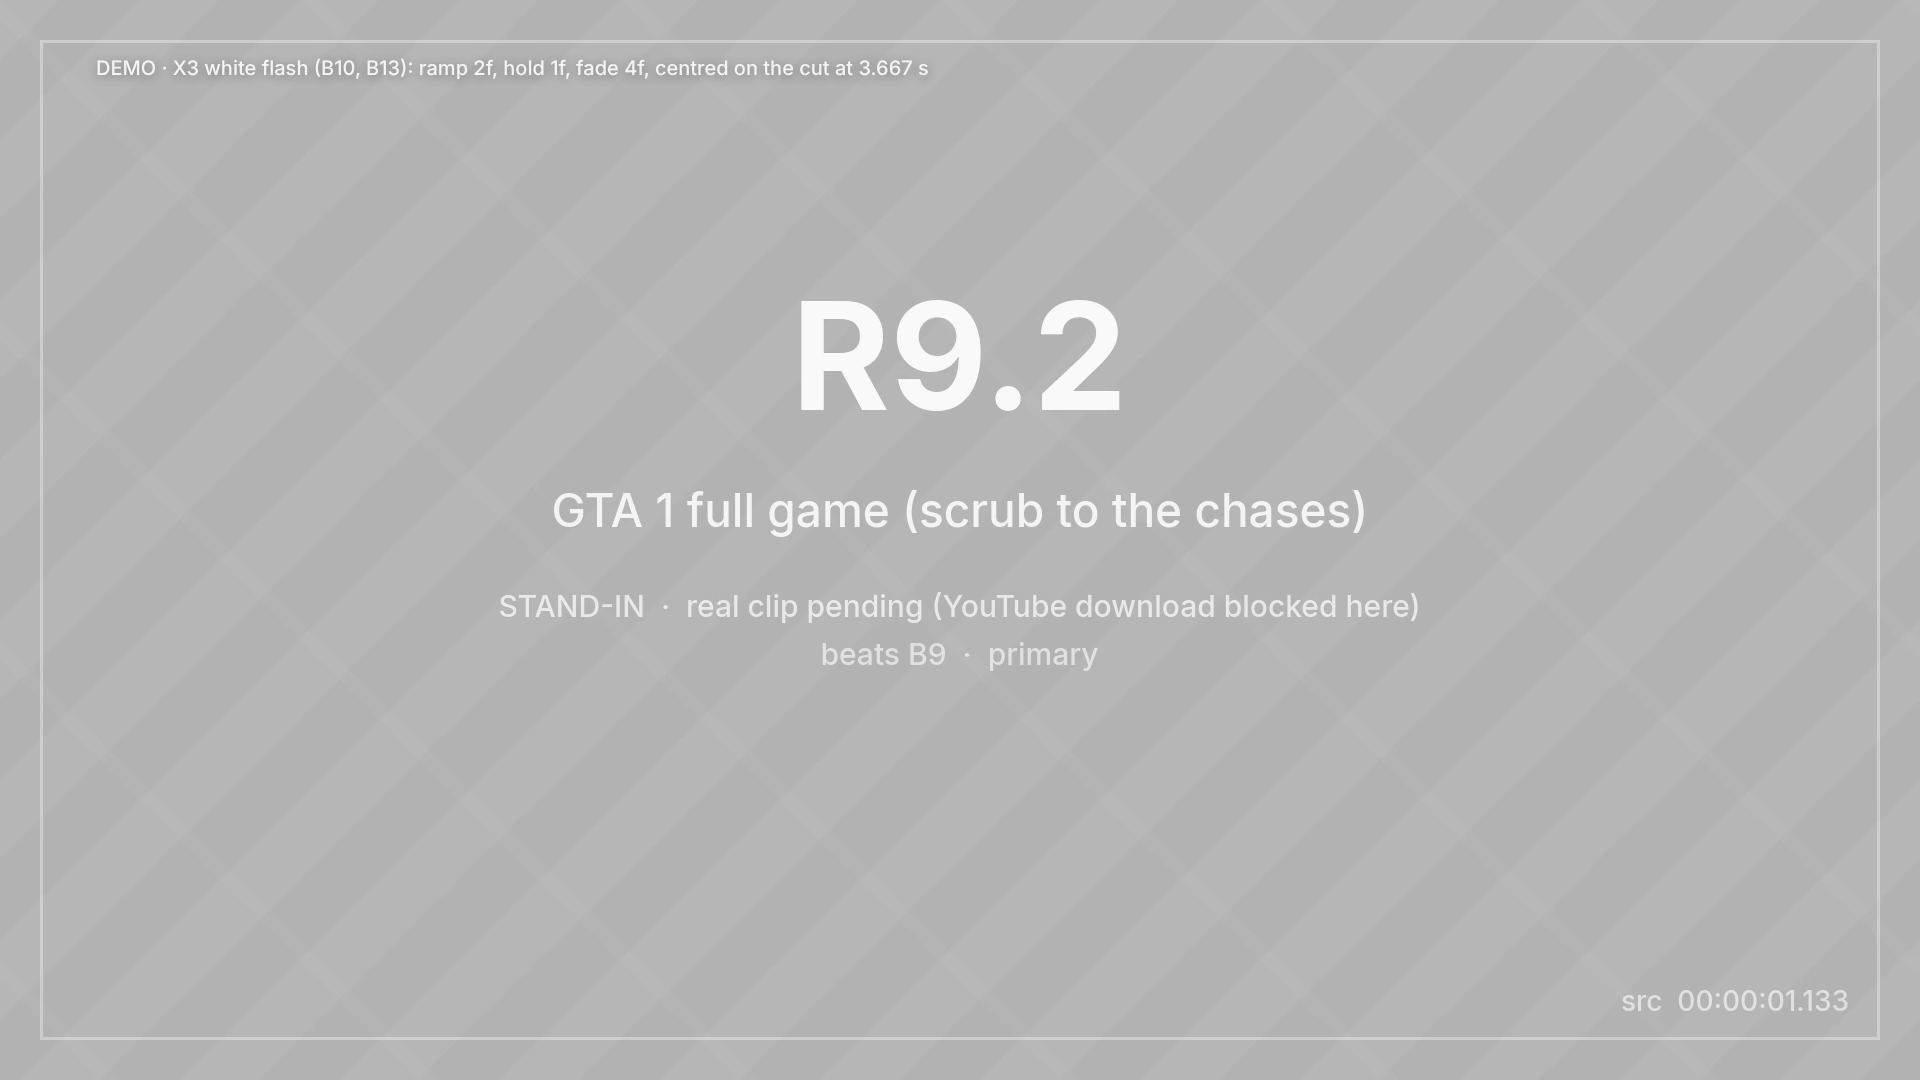 DEMO · X3 white flash (B10, B13): ramp 2f, hold 1f, fade 4f, centred on the cut at 3.667 s
R9.2
GTA 1 full game (scrub to the chases)
STAND-IN · real clip pending (YouTube download blocked here)
beats B9 · primary
src 00:00:01.133